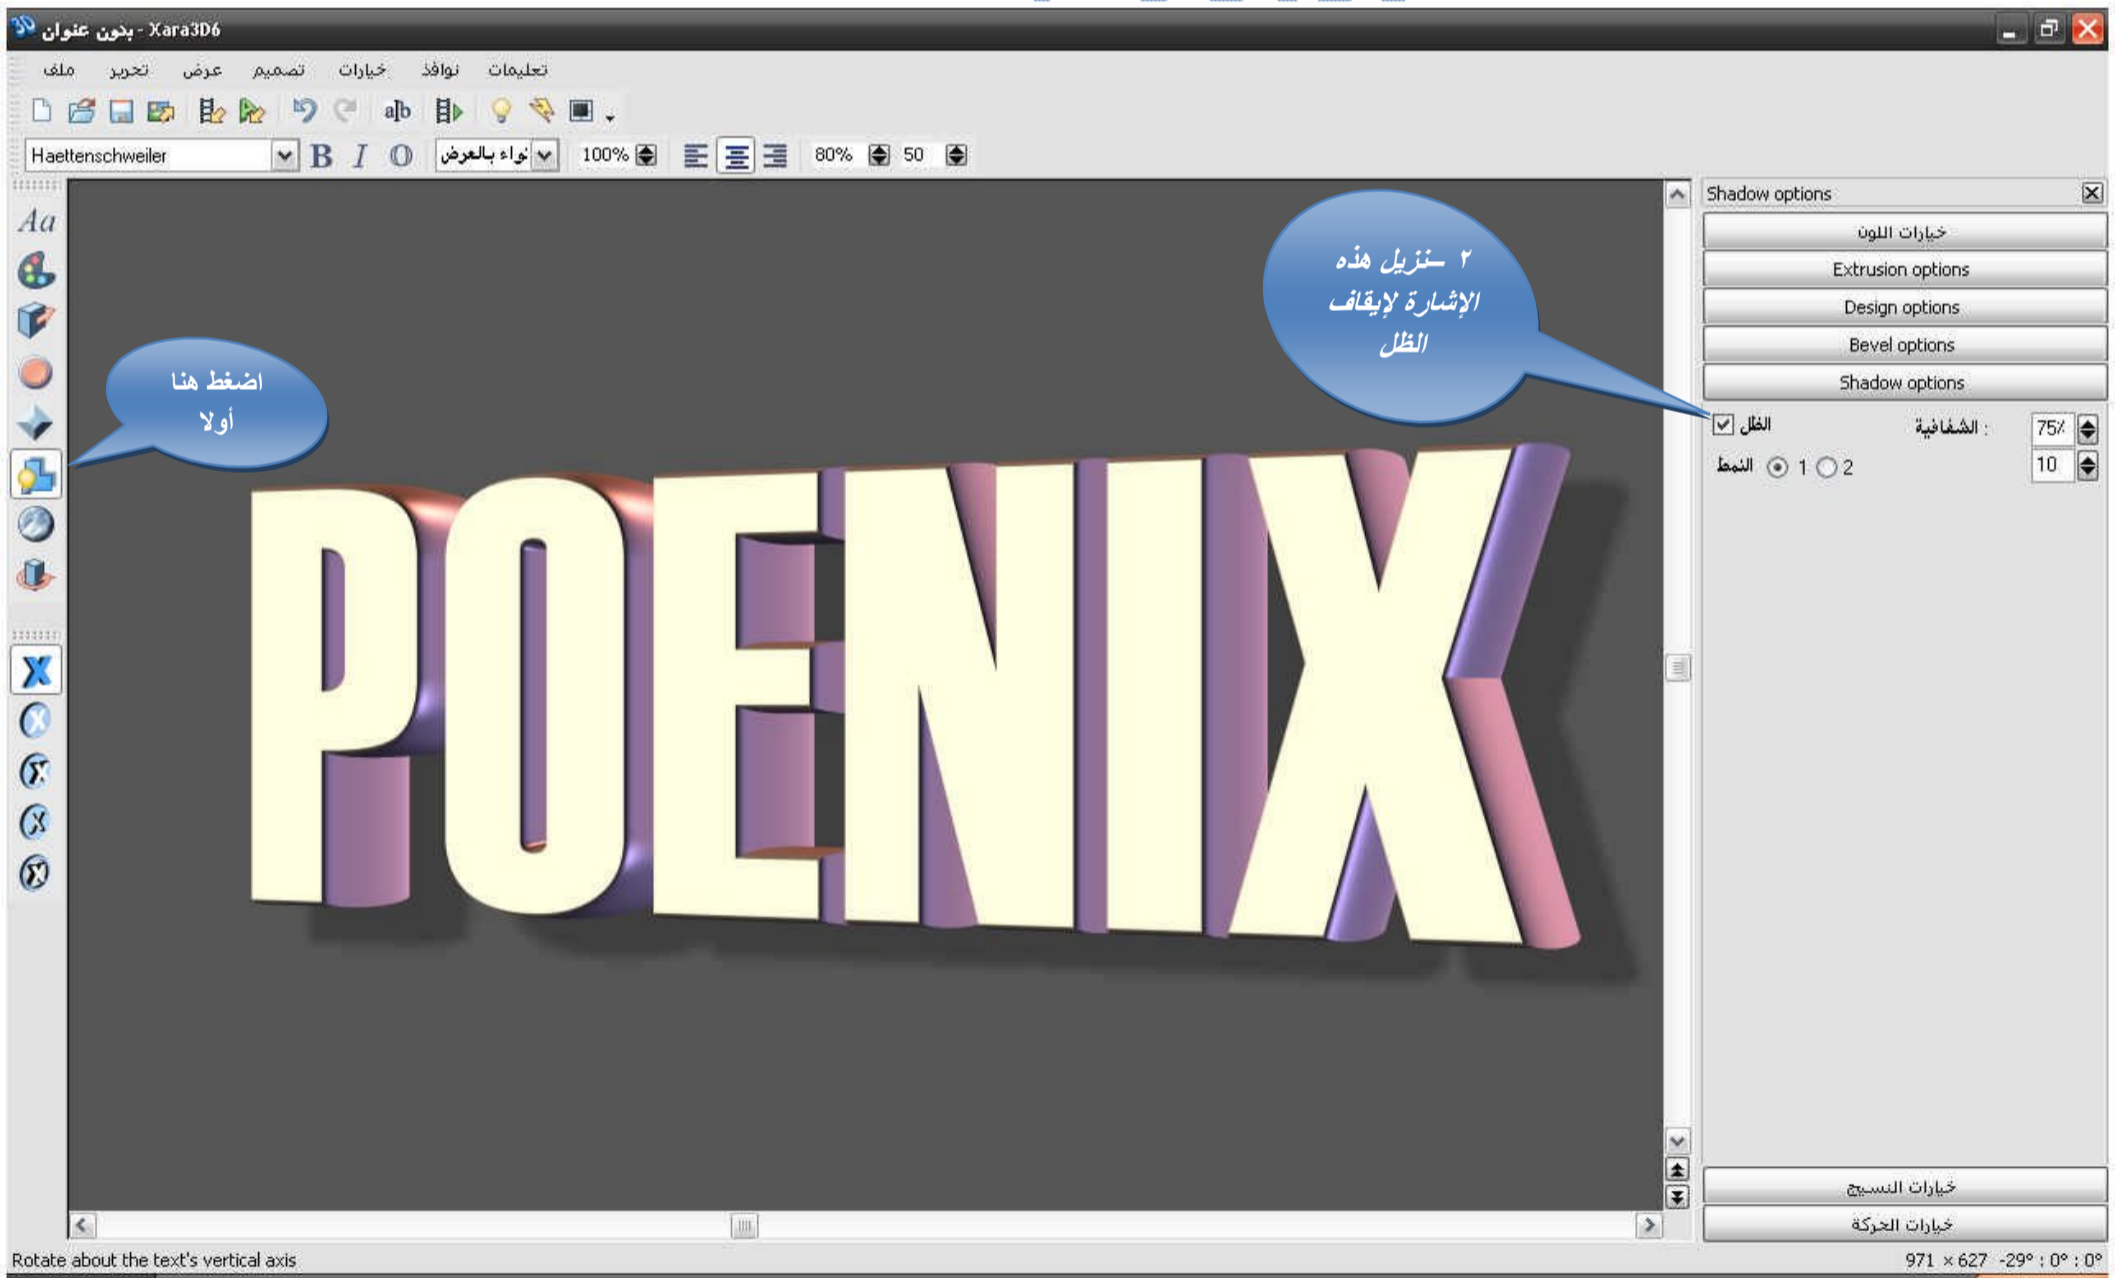 Xara3D6 - بدون عنوان
ملف تحرير عرض تصميم خيارات نوافذ تعليمات
a]b
Haettenschweiler B I O نواء بالعرض 100% 80% 50
Shadow options
خيارات اللون
Extrusion options
Design options
Bevel options
Shadow options
الظل الشفافية : 75%
النمط 1 2 10
Aa
٢ – نزيل هذه
الإشارة لإيقاف
الظل
اضغط هنا
أولا
POENIX
خيارات النسيج
خيارات الحركة
Rotate about the text's vertical axis
971 × 627 -29° : 0° : 0°